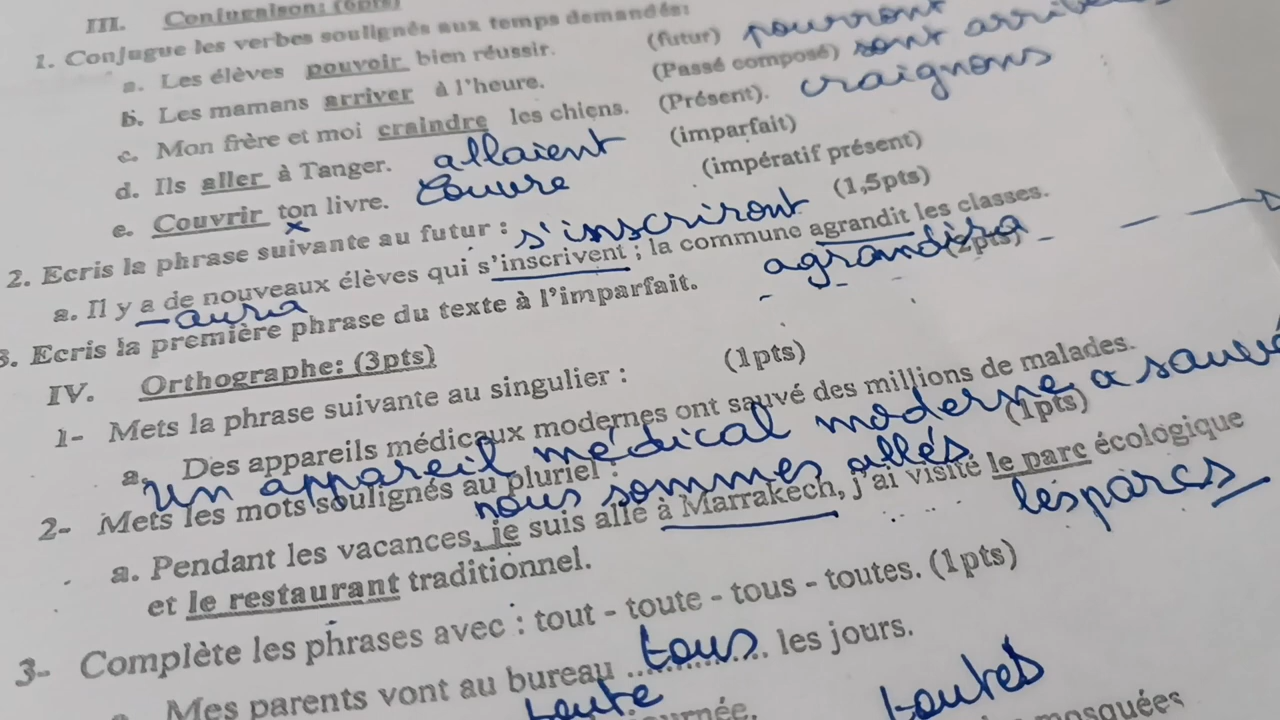 III. Conjugaison: (6pts)
1. Conjugue les verbes soulignés aux temps demandés:
a. Les élèves pouvoir bien réussir. (futur) pourront
b. Les mamans arriver à l'heure. (Passé composé) sont
c. Mon frère et moi craindre les chiens. (Présent). craignons
d. Ils aller à Tanger. allaient (imparfait)
e. Couvrir ton livre. Couvre (impératif présent)
2. Ecris la phrase suivante au futur : s'inscriront (1,5pts)
a. Il y a de nouveaux élèves qui s'inscrivent ; la commune agrandit les classes.
aura agrandira
3. Ecris la première phrase du texte à l'imparfait. (2pts)
IV. Orthographe: (3pts)
1- Mets la phrase suivante au singulier : (1pts)
a. Des appareils médicaux modernes ont sauvé des millions de malades.
un appareil médical moderne a
2- Mets les mots soulignés au pluriel : (1pts)
nous sommes allés
a. Pendant les vacances, je suis allé à Marrakech, j'ai visité le parc écologique
les parcs
et le restaurant traditionnel.
3- Complète les phrases avec : tout - toute - tous - toutes. (1pts)
Mes parents vont au bureau tous les jours.
toute toutes
mosquées